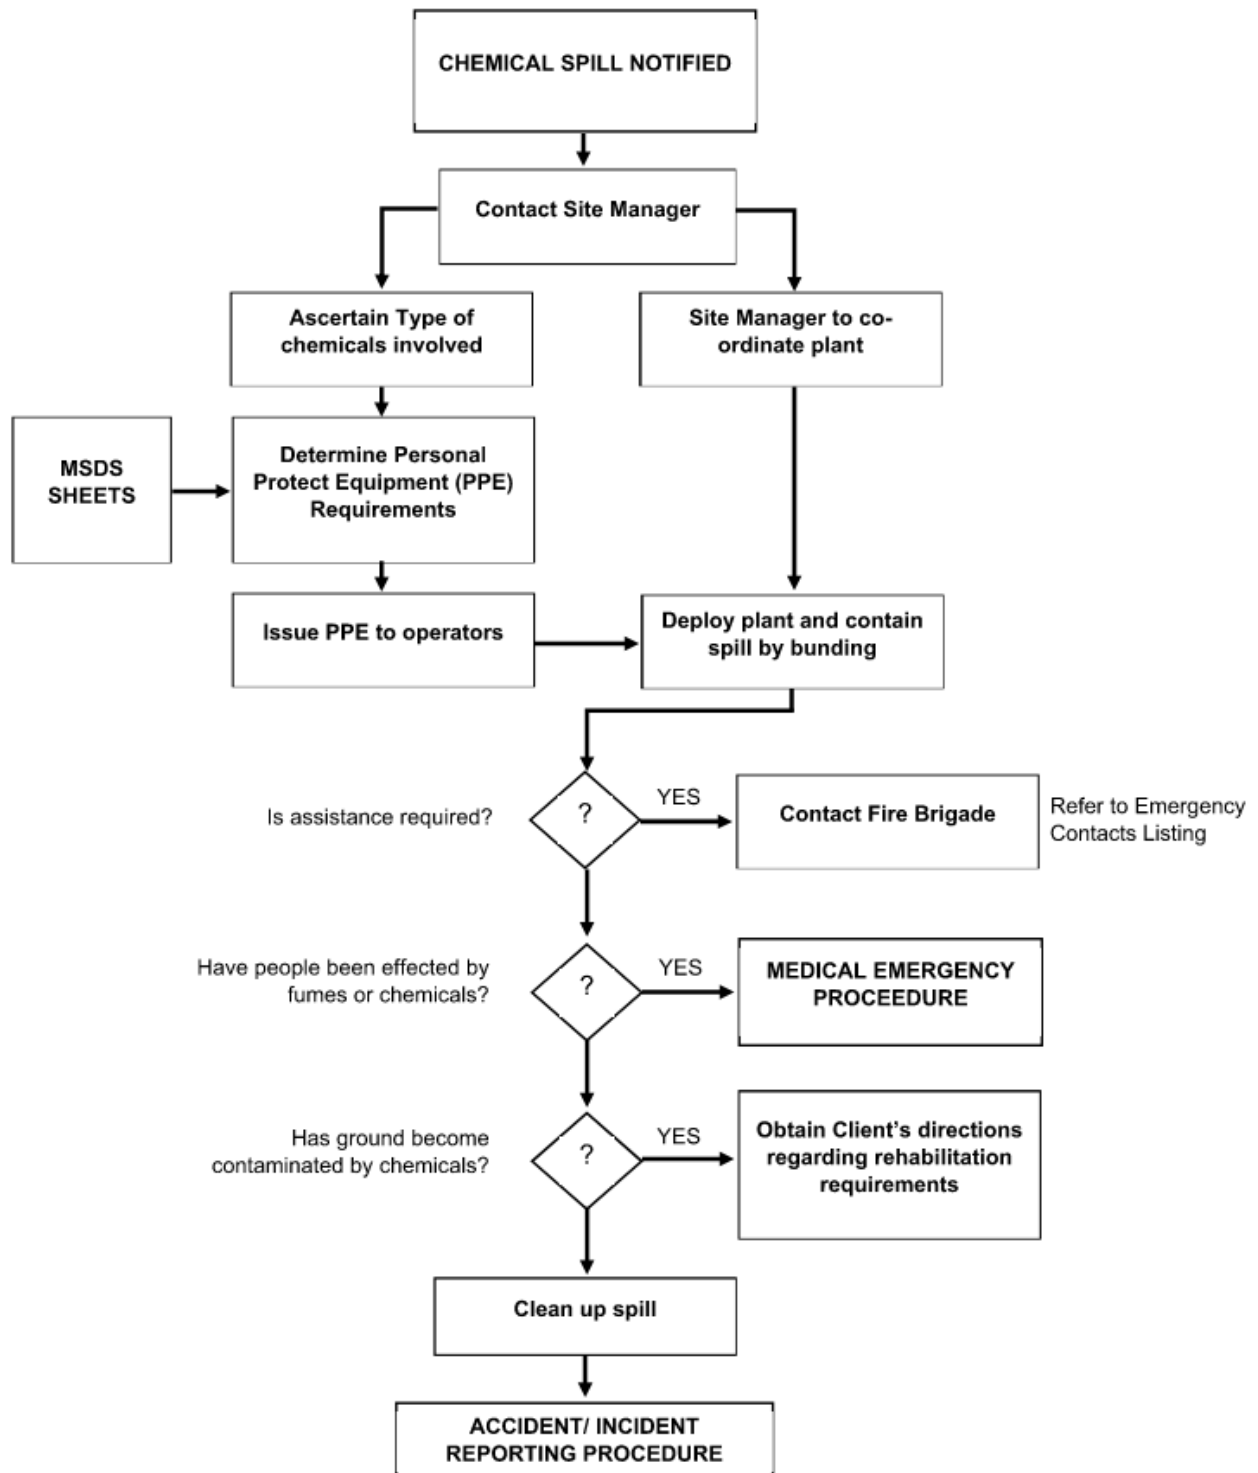 CHEMICAL SPILL NOTIFIED
Contact Site Manager
Ascertain Type of
chemicals involved
Site Manager to co-
ordinate plant
MSDS
SHEETS
Determine Personal
Protect Equipment (PPE)
Requirements
Issue PPE to operators
Deploy plant and contain
spill by bunding
Is assistance required?
?
YES
Contact Fire Brigade
Refer to Emergency
Contacts Listing
Have people been effected by
fumes or chemicals?
?
YES
MEDICAL EMERGENCY
PROCEEDURE
Has ground become
contaminated by chemicals?
?
YES
Obtain Client's directions
regarding rehabilitation
requirements
Clean up spill
ACCIDENT/ INCIDENT
REPORTING PROCEDURE